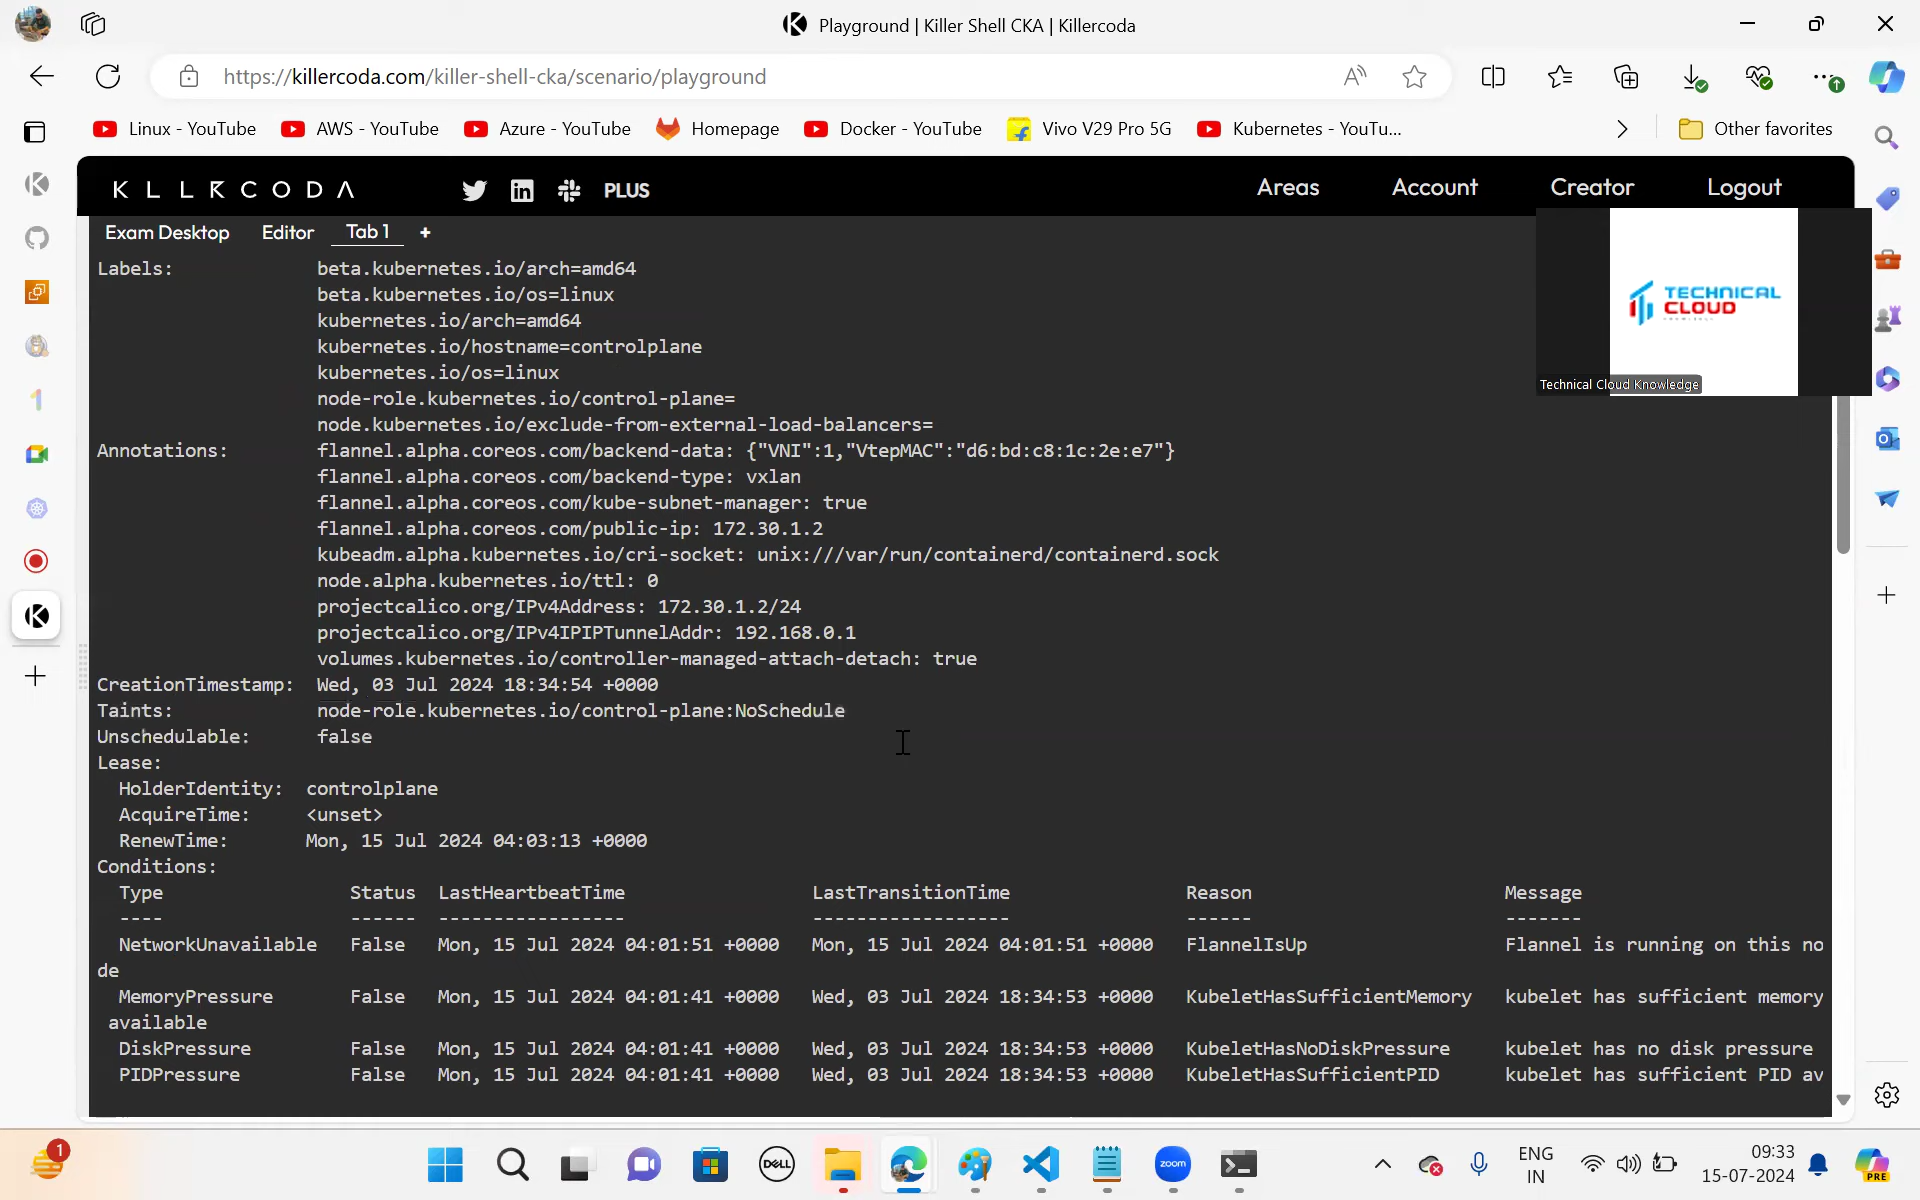 Playground | Killer Shell CKA | Killercoda
https://killercoda.com/killer-shell-cka/scenario/playground
Linux - YouTube
AWS - YouTube
Azure - YouTube
Homepage
Docker - YouTube
Vivo V29 Pro 5G
Kubernetes - YouTu...
Other favorites
KLLRCODA
PLUS
Areas
Account
Creator
Logout
Exam Desktop
Editor
Tab 1
+
TECHNICAL
CLOUD
Technical Cloud Knowledge
Labels: beta.kubernetes.io/arch=amd64
beta.kubernetes.io/os=linux
kubernetes.io/arch=amd64
kubernetes.io/hostname=controlplane
kubernetes.io/os=linux
node-role.kubernetes.io/control-plane=
node.kubernetes.io/exclude-from-external-load-balancers=
Annotations: flannel.alpha.coreos.com/backend-data: {"VNI":1,"VtepMAC":"d6:bd:c8:1c:2e:e7"}
flannel.alpha.coreos.com/backend-type: vxlan
flannel.alpha.coreos.com/kube-subnet-manager: true
flannel.alpha.coreos.com/public-ip: 172.30.1.2
kubeadm.alpha.kubernetes.io/cri-socket: unix:///var/run/containerd/containerd.sock
node.alpha.kubernetes.io/ttl: 0
projectcalico.org/IPv4Address: 172.30.1.2/24
projectcalico.org/IPv4IPIPTunnelAddr: 192.168.0.1
volumes.kubernetes.io/controller-managed-attach-detach: true
CreationTimestamp: Wed, 03 Jul 2024 18:34:54 +0000
Taints: node-role.kubernetes.io/control-plane:NoSchedule
Unschedulable: false
Lease:
HolderIdentity: controlplane
AcquireTime: <unset>
RenewTime: Mon, 15 Jul 2024 04:03:13 +0000
Conditions:
Type Status LastHeartbeatTime LastTransitionTime Reason Message
---- ------ ----------------- ------------------ ------ -------
NetworkUnavailable False Mon, 15 Jul 2024 04:01:51 +0000 Mon, 15 Jul 2024 04:01:51 +0000 FlannelIsUp Flannel is running on this no
de
MemoryPressure False Mon, 15 Jul 2024 04:01:41 +0000 Wed, 03 Jul 2024 18:34:53 +0000 KubeletHasSufficientMemory kubelet has sufficient memory
available
DiskPressure False Mon, 15 Jul 2024 04:01:41 +0000 Wed, 03 Jul 2024 18:34:53 +0000 KubeletHasNoDiskPressure kubelet has no disk pressure
PIDPressure False Mon, 15 Jul 2024 04:01:41 +0000 Wed, 03 Jul 2024 18:34:53 +0000 KubeletHasSufficientPID kubelet has sufficient PID av
1
DELL
zoom
ENG
IN
09:33
15-07-2024
PRE